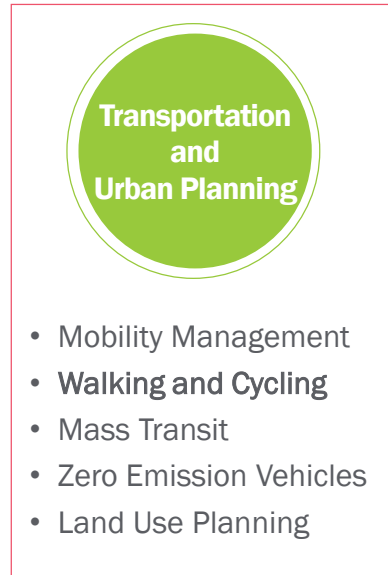 Transportation
and
Urban Planning
• Mobility Management
• Walking and Cycling
• Mass Transit
• Zero Emission Vehicles
• Land Use Planning